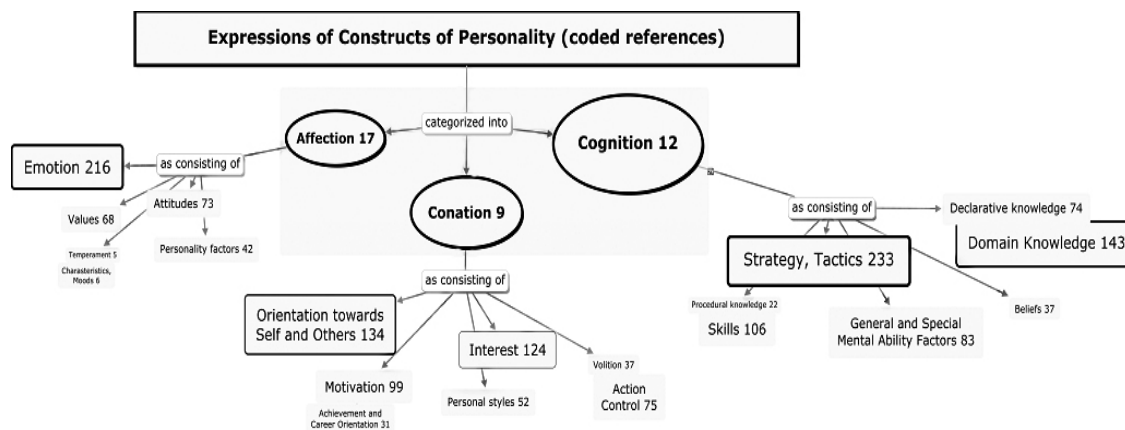 Expressions of Constructs of Personality (coded references)
categorized into
Affection 17
Cognition 12
Conation 9
as consisting of
Emotion 216
Values 68
Attitudes 73
Temperament 5
Personality factors 42
Charasteristics,
Moods 6
as consisting of
Orientation towards
Self and Others 134
Interest 124
Motivation 99
Achievement and
Career Orientation 31
Personal styles 52
Volition 37
Action
Control 75
as consisting of
Declarative knowledge 74
Domain Knowledge 143
Strategy, Tactics 233
Procedural knowledge 22
Skills 106
General and Special
Mental Ability Factors 83
Beliefs 37